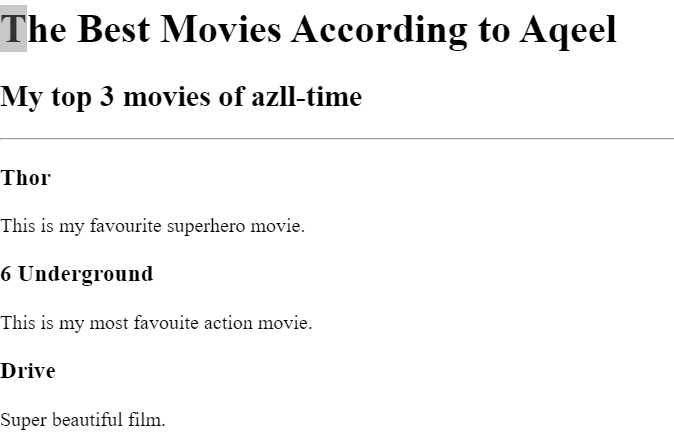 The Best Movies According to Aqeel
My top 3 movies of azll-time
Thor
This is my favourite superhero movie.
6 Underground
This is my most favouite action movie.
Drive
Super beautiful film.